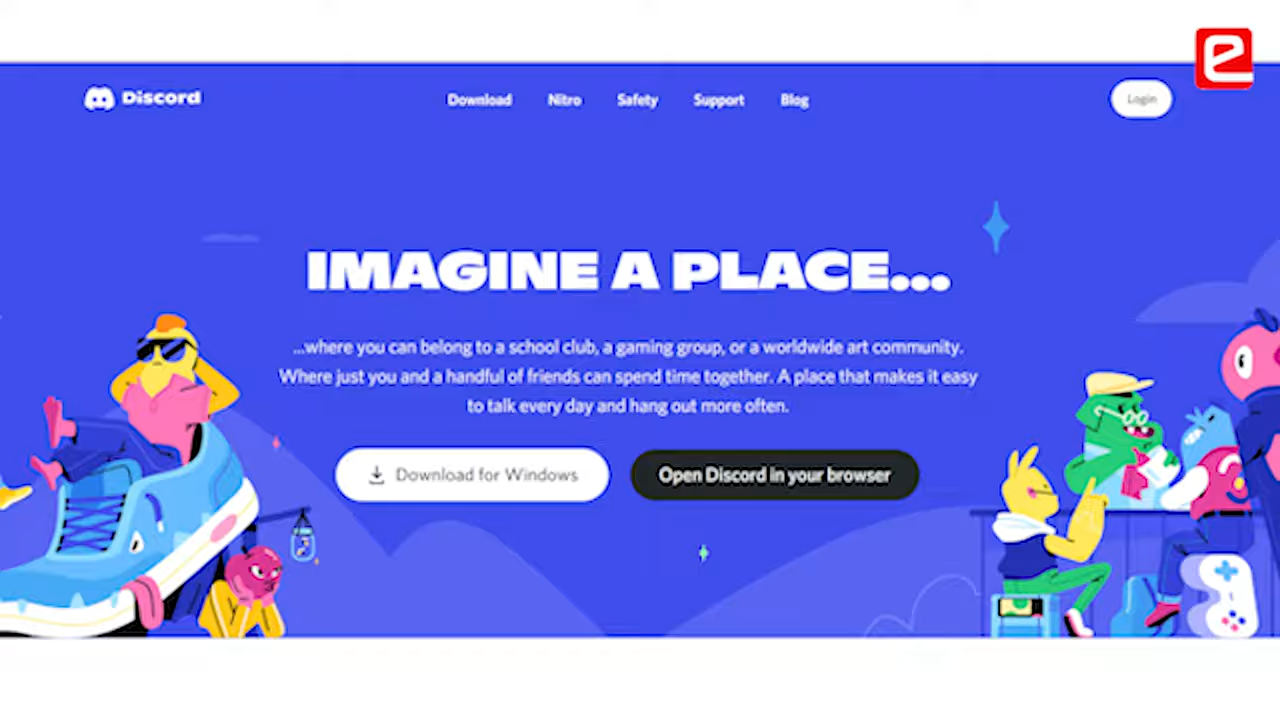 Discord
Download Nitro Safety Support Blog
Login
IMAGINE A PLACE...
...where you can belong to a school club, a gaming group, or a worldwide art community.
Where just you and a handful of friends can spend time together. A place that makes it easy
to talk every day and hang out more often.
Download for Windows
Open Discord in your browser